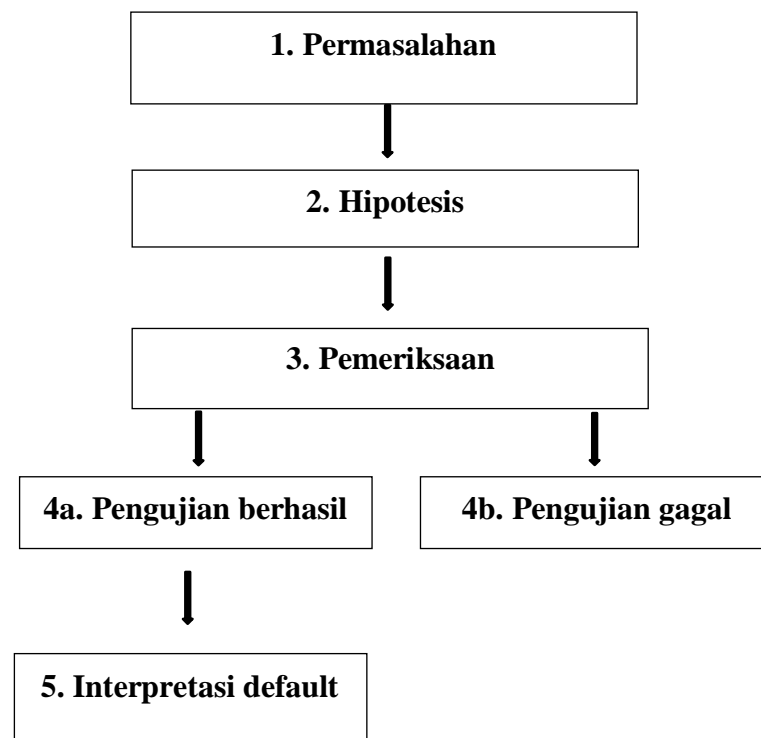 1. Permasalahan
2. Hipotesis
3. Pemeriksaan
4a. Pengujian berhasil
4b. Pengujian gagal
5. Interpretasi default